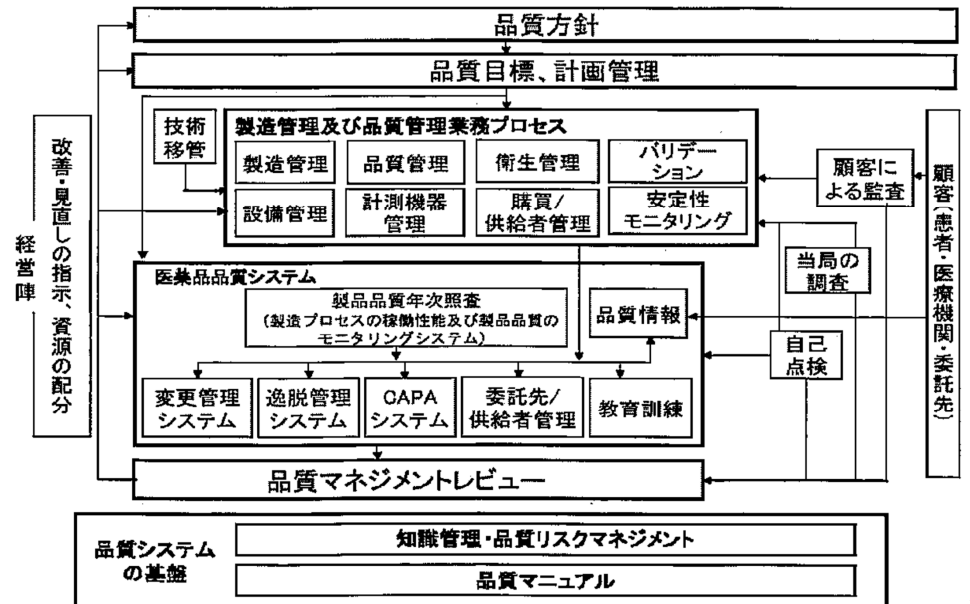 品質方針
品質目標、計画管理
技術
移管
製造管理及び品質管理業務プロセス
製造管理
品質管理
衛生管理
バリデー
ション
設備管理
計測機器
管理
購買/
供給者管理
安定性
モニタリング
顧客に
よる監査
顧客(患者・医療機関・委託先)
経営陣
改善・見直しの指示、資源の配分
当局の
調査
自己
点検
医薬品品質システム
製品品質年次照査
(製造プロセスの稼働性能及び製品品質の
モニタリングシステム)
品質情報
変更管理
システム
逸脱管理
システム
CAPA
システム
委託先/
供給者管理
教育訓練
品質マネジメントレビュー
品質システム
の基盤
知識管理・品質リスクマネジメント
品質マニュアル